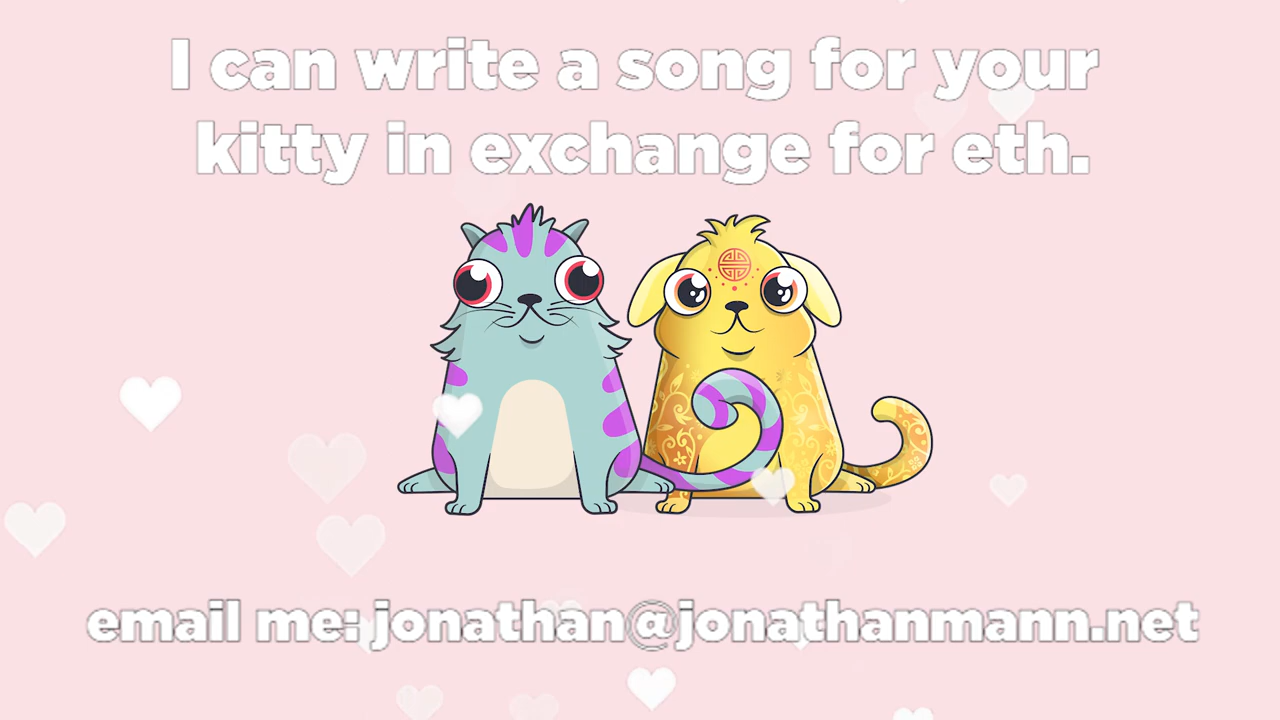 I can write a song for your
kitty in exchange for eth.
email me: jonathan@jonathanmann.net